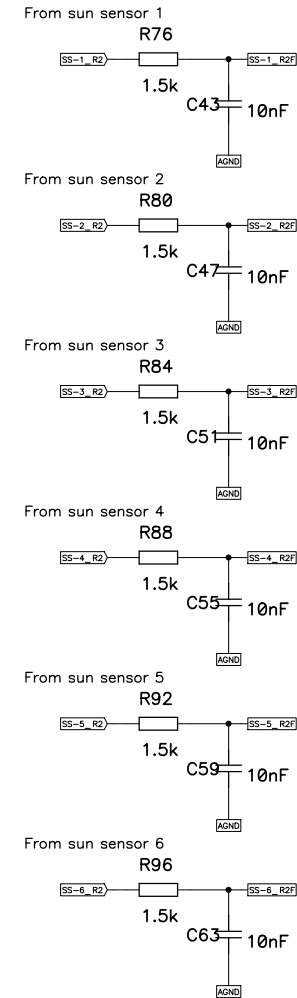 From sun sensor 1
R76
SS-1_R2 SS-1_R2F
1.5k
C43 10nF
AGND
From sun sensor 2
R80
SS-2_R2 SS-2_R2F
1.5k
C47 10nF
AGND
From sun sensor 3
R84
SS-3_R2 SS-3_R2F
1.5k
C51 10nF
AGND
From sun sensor 4
R88
SS-4_R2 SS-4_R2F
1.5k
C55 10nF
AGND
From sun sensor 5
R92
SS-5_R2 SS-5_R2F
1.5k
C59 10nF
AGND
From sun sensor 6
R96
SS-6_R2 SS-6_R2F
1.5k
C63 10nF
AGND